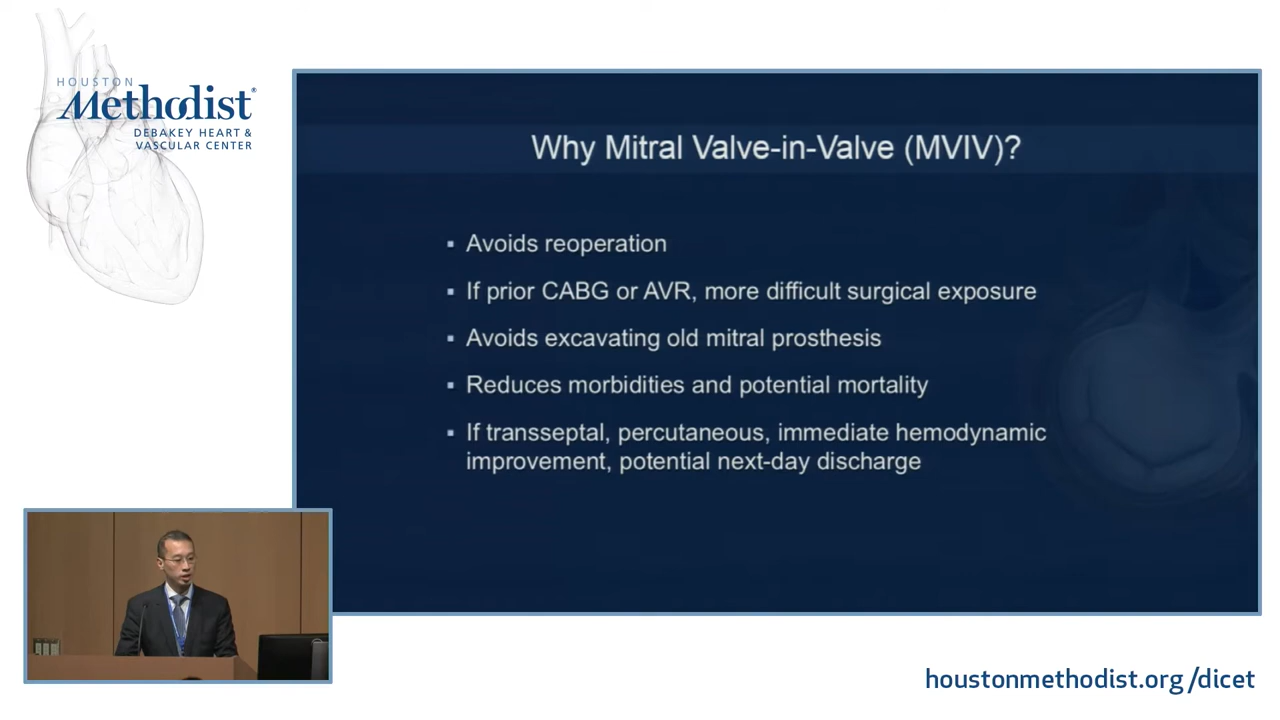 HOUSTON
Methodist®
DEBAKEY HEART &
VASCULAR CENTER
Why Mitral Valve-in-Valve (MVIV)?
▪ Avoids reoperation
▪ If prior CABG or AVR, more difficult surgical exposure
▪ Avoids excavating old mitral prosthesis
▪ Reduces morbidities and potential mortality
▪ If transseptal, percutaneous, immediate hemodynamic
improvement, potential next-day discharge
houstonmethodist.org/dicet